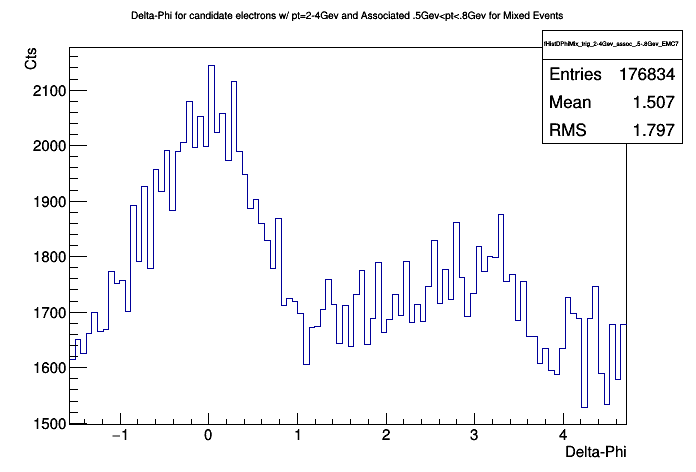 Delta-Phi for candidate electrons w/ pt=2-4Gev and Associated .5Gev<pt<.8Gev for Mixed Events
fHistDPhiMix_trip_2-4Gev_assoc_.5-.8Gev_EMC7
Entries 176834
Mean 1.507
RMS 1.797
Cts
2100
2000
1900
1800
1700
1600
1500
−1 0 1 2 3 4
Delta-Phi